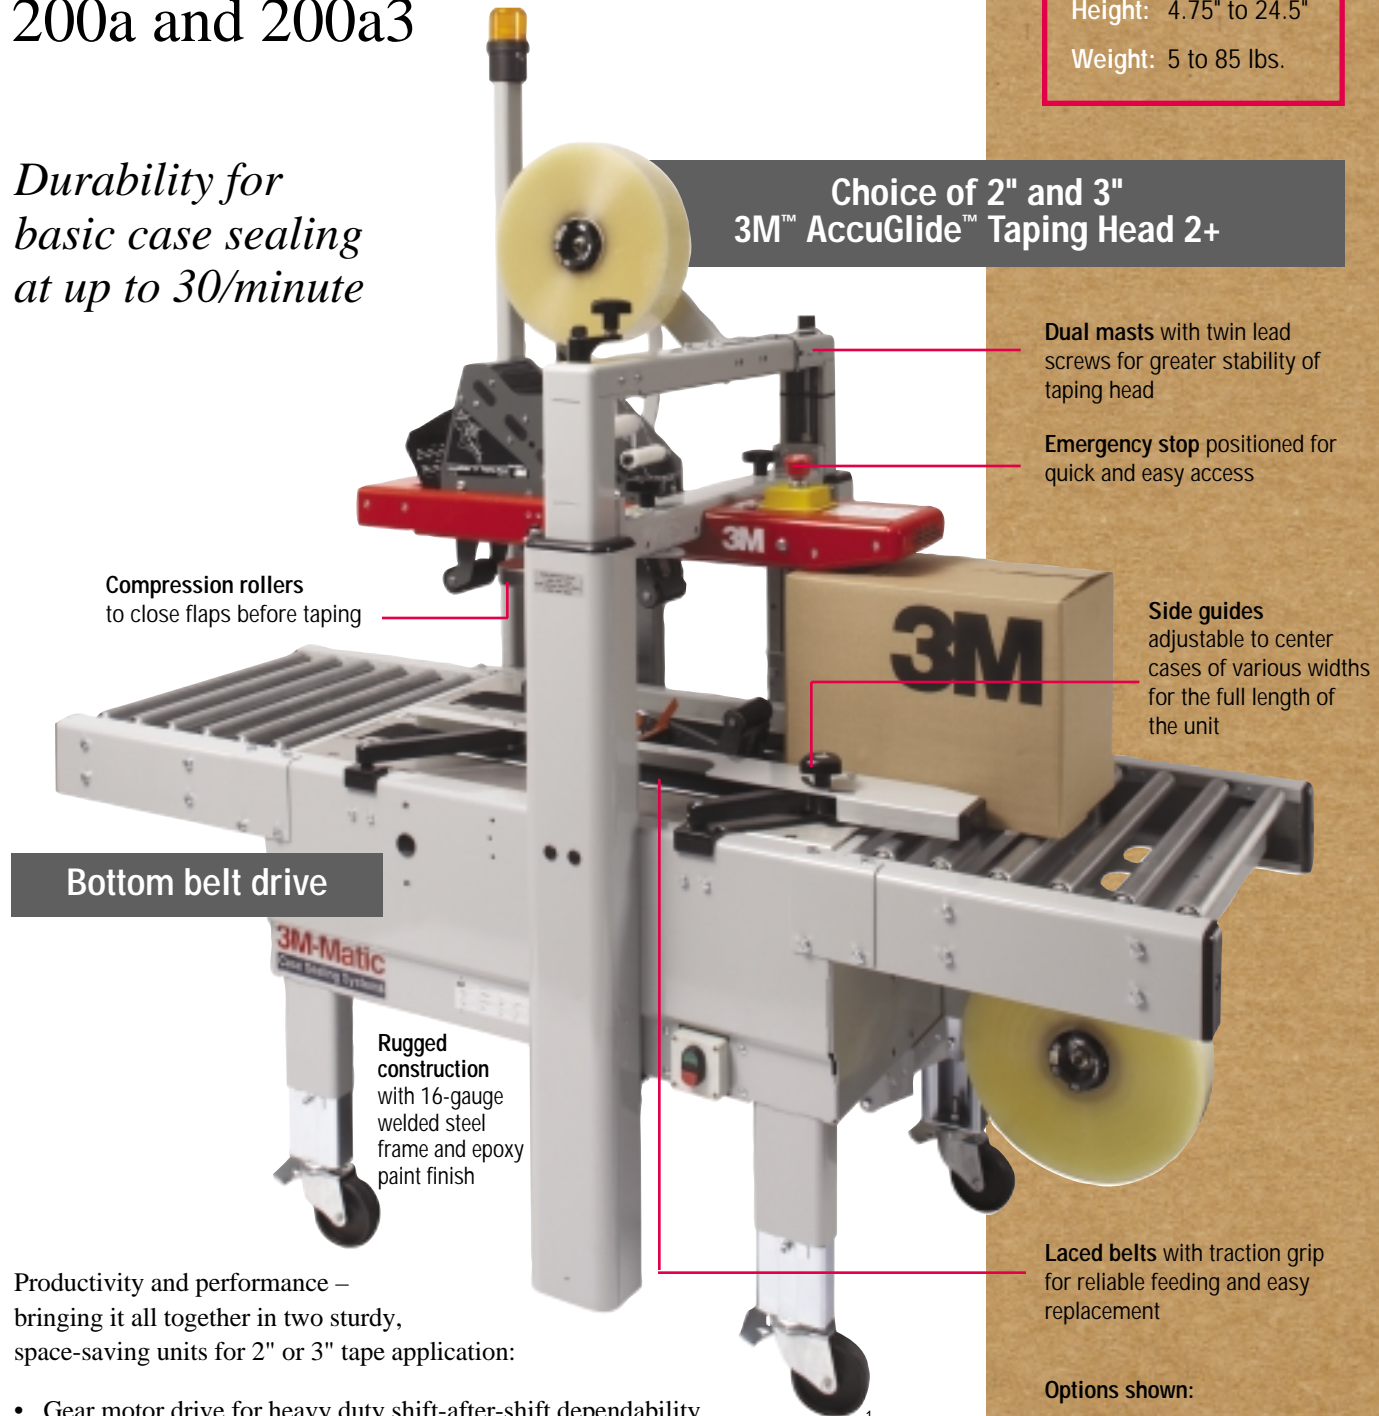 200a and 200a3
Height: 4.75" to 24.5"
Weight: 5 to 85 lbs.
Durability for
basic case sealing
at up to 30/minute
Choice of 2" and 3"
3M™ AccuGlide™ Taping Head 2+
Dual masts with twin lead
screws for greater stability of
taping head
Emergency stop positioned for
quick and easy access
3M
Compression rollers
to close flaps before taping
3M
Side guides
adjustable to center
cases of various widths
for the full length of
the unit
Bottom belt drive
3M-Matic
Case Sealing Systems
Rugged
construction
with 16-gauge
welded steel
frame and epoxy
paint finish
Laced belts with traction grip
for reliable feeding and easy
replacement
Productivity and performance –
bringing it all together in two sturdy,
space-saving units for 2" or 3" tape application:
• Gear motor drive for heavy duty shift-after-shift dependability
Options shown: